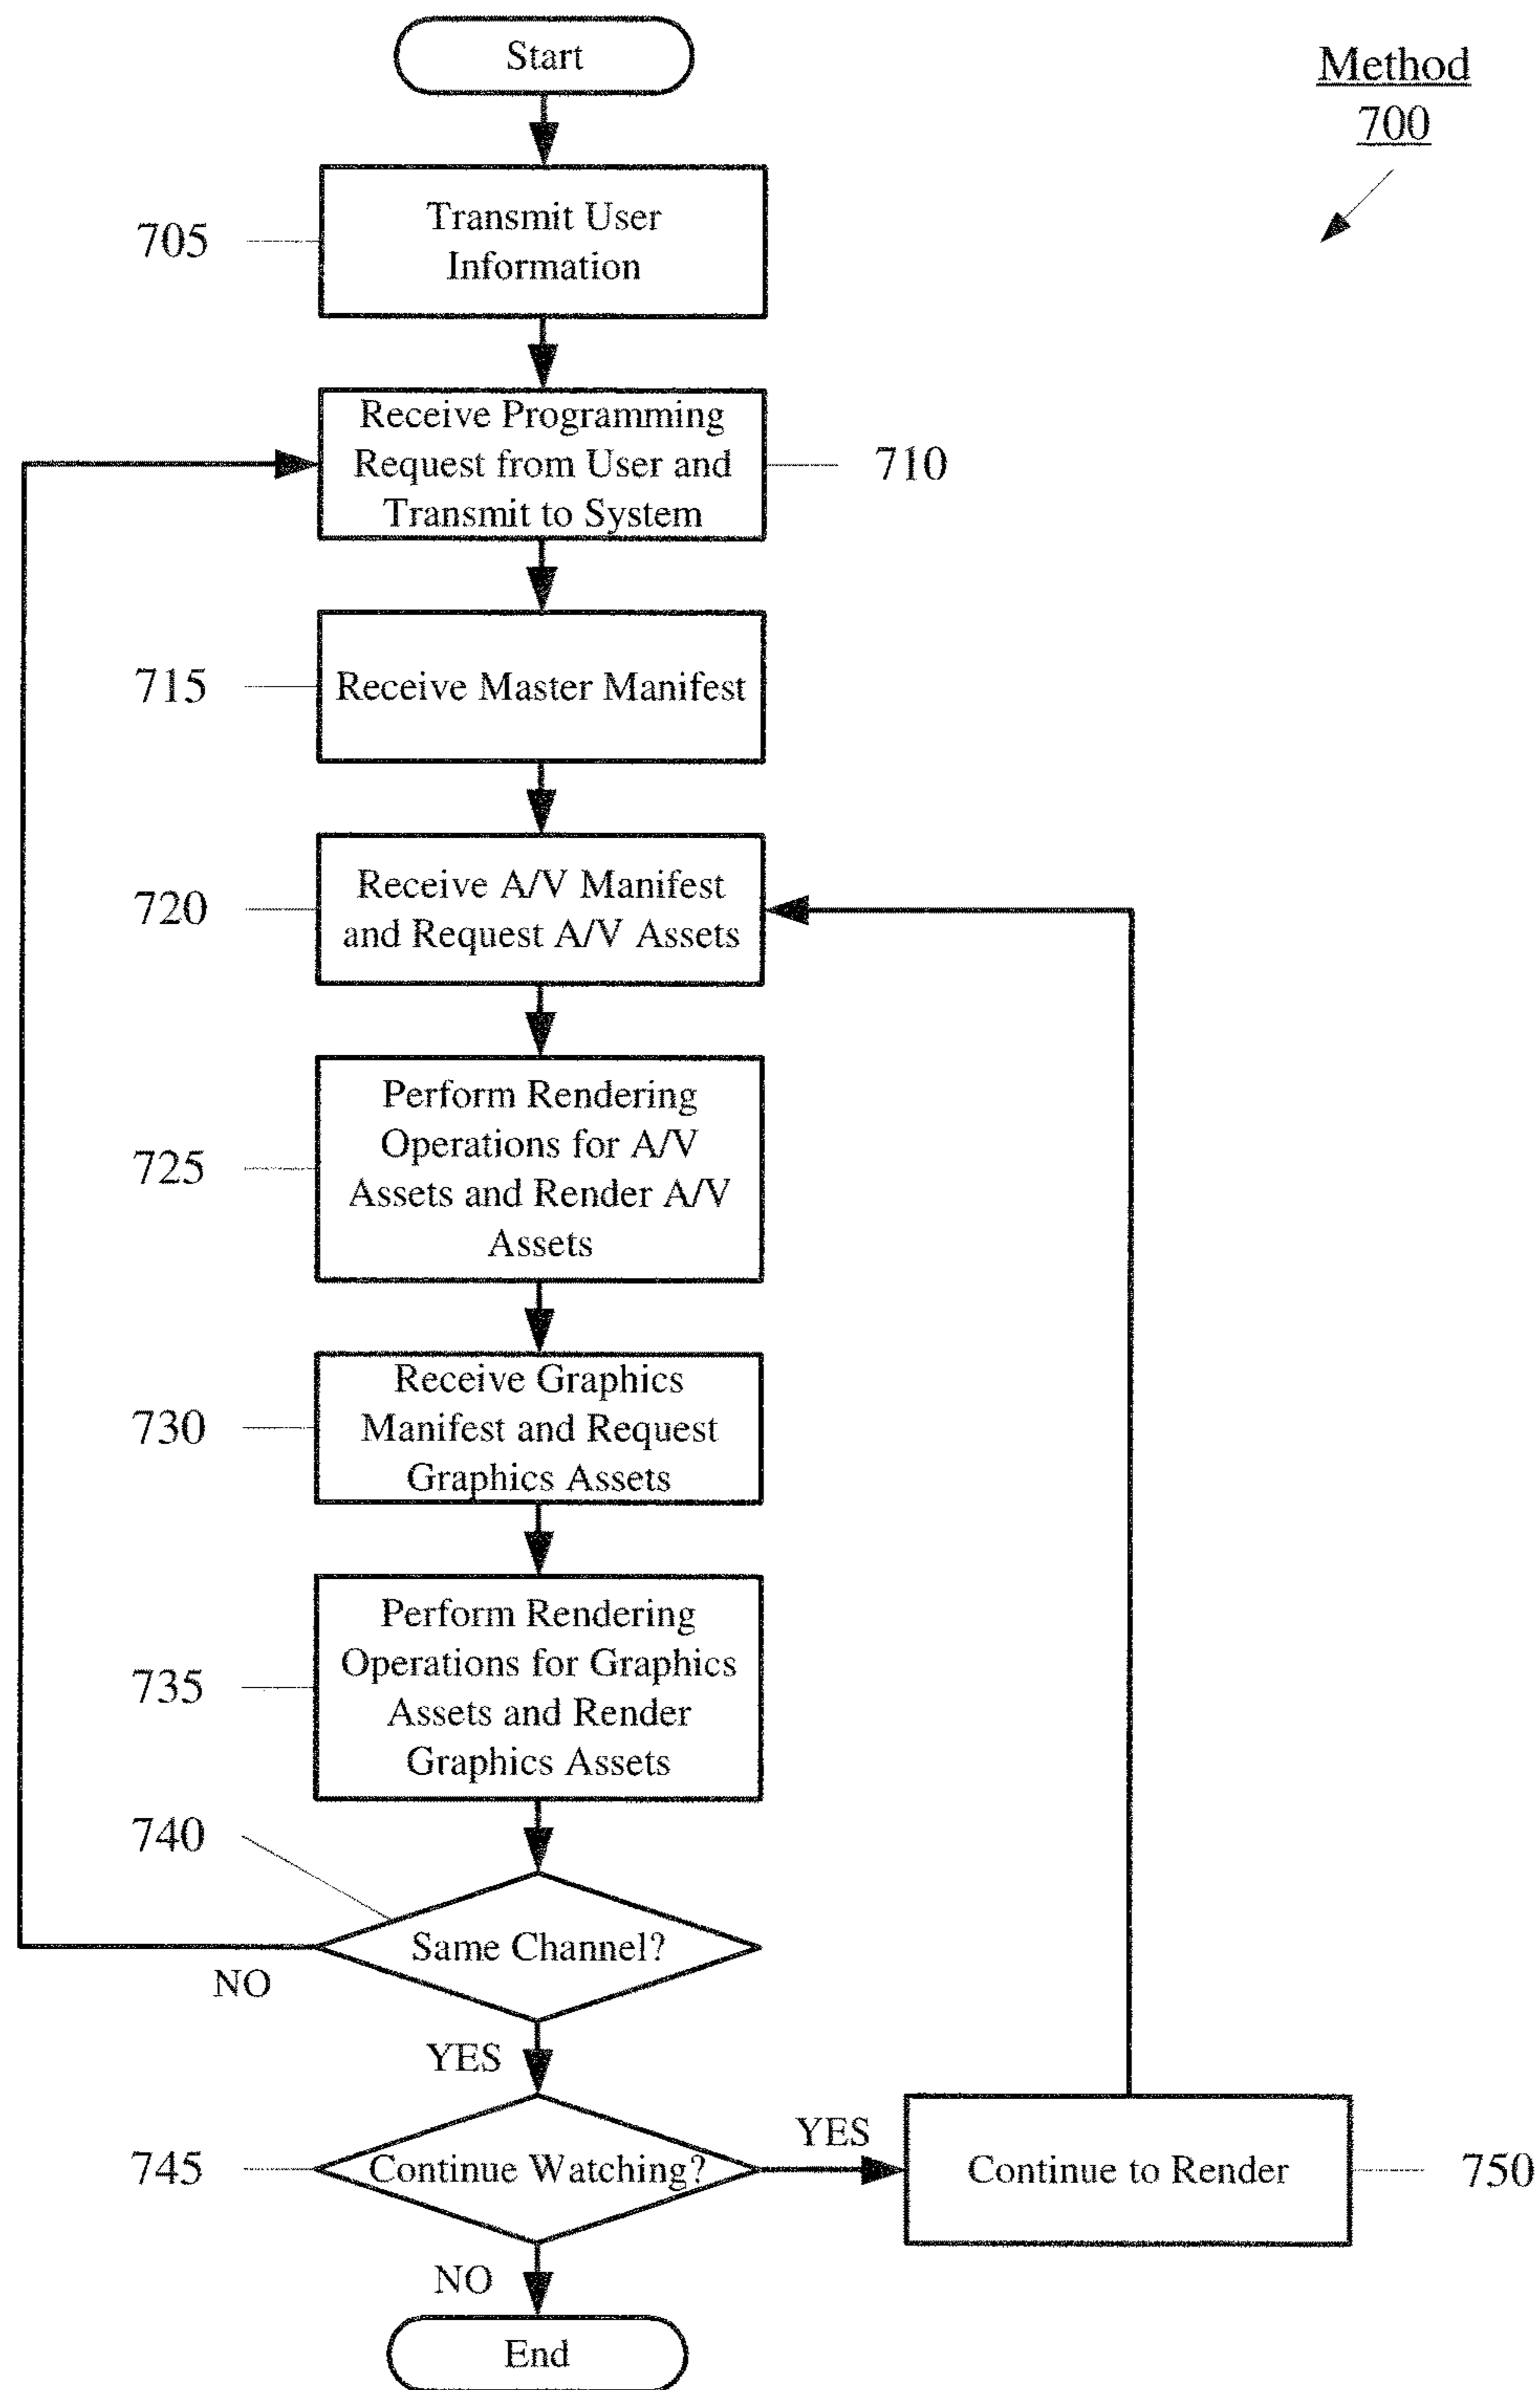 Start
Method
700
705
Transmit User
Information
Receive Programming
Request from User and
Transmit to System
710
715
Receive Master Manifest
720
Receive A/V Manifest
and Request A/V Assets
725
Perform Rendering
Operations for A/V
Assets and Render A/V
Assets
730
Receive Graphics
Manifest and Request
Graphics Assets
735
Perform Rendering
Operations for Graphics
Assets and Render
Graphics Assets
740
Same Channel?
NO
YES
745
Continue Watching?
YES
Continue to Render
750
NO
End